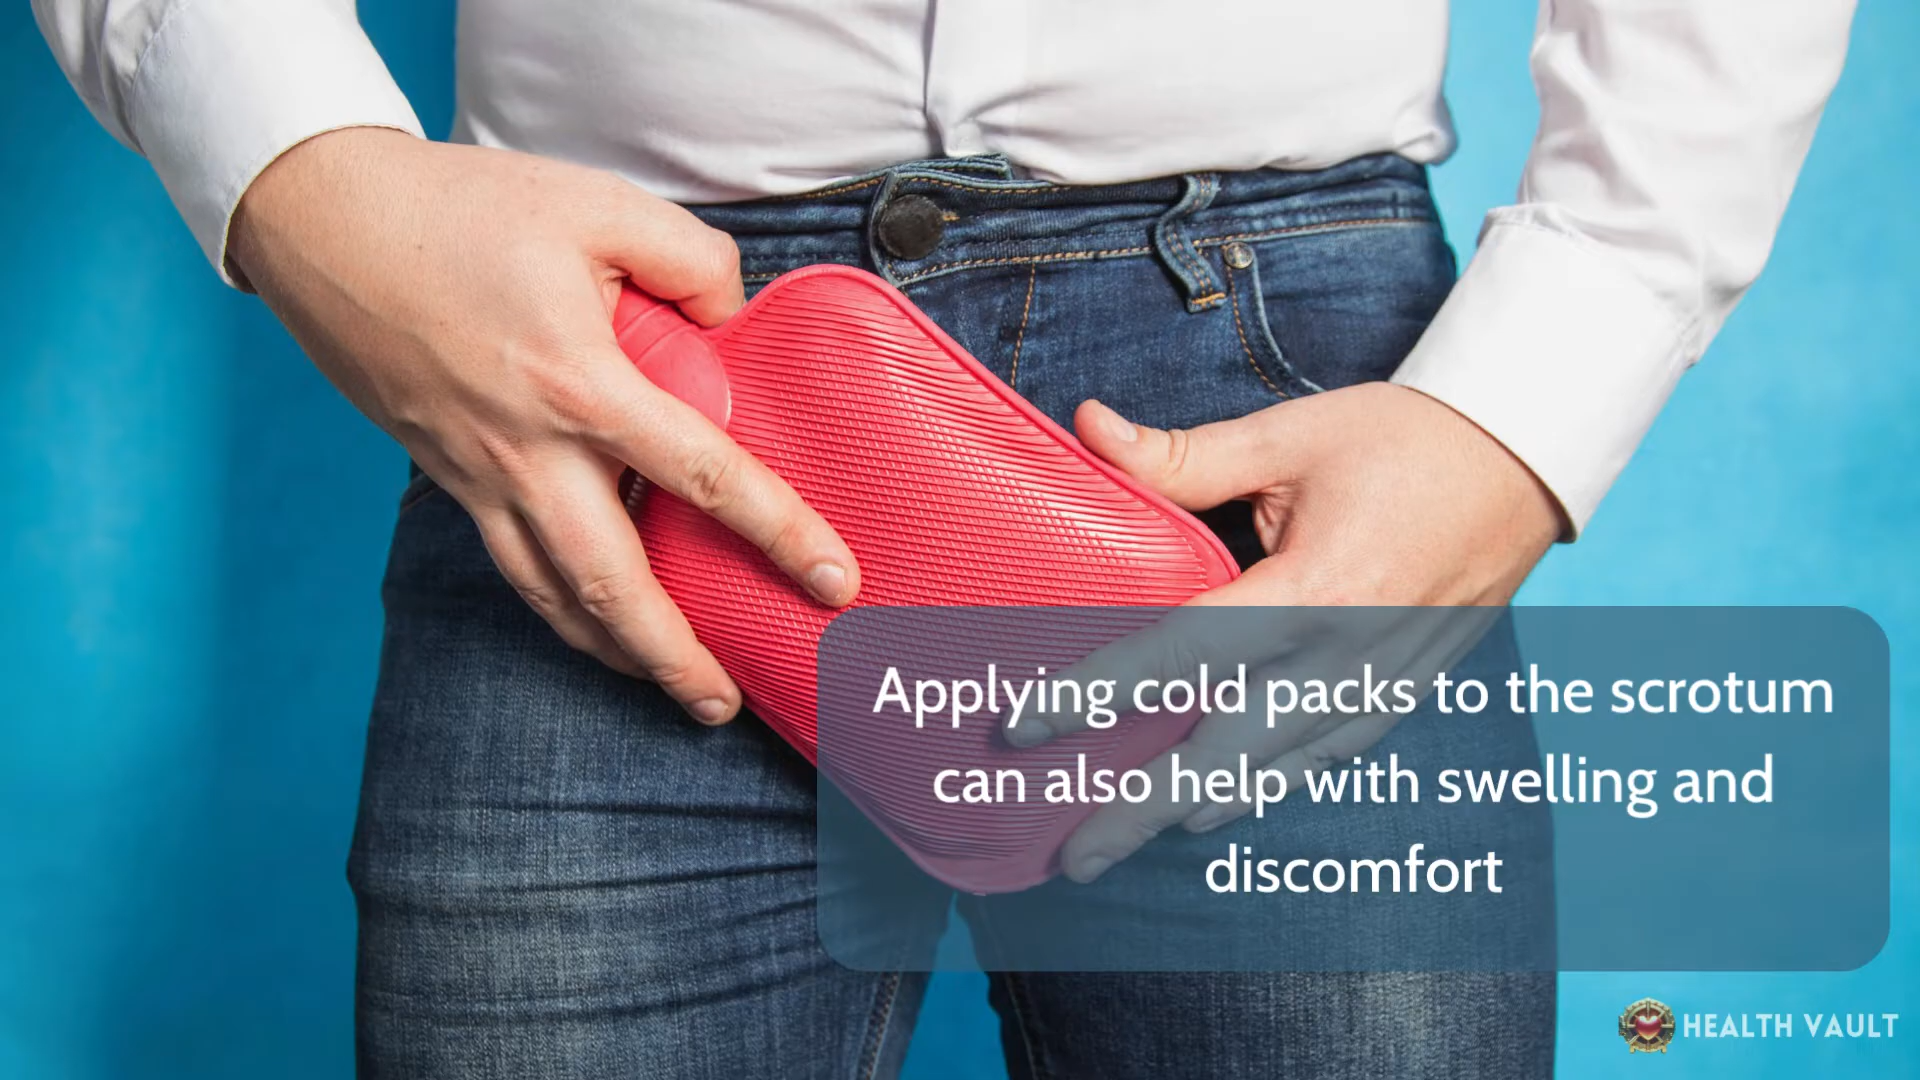 Applying cold packs to the scrotum
can also help with swelling and
discomfort
HEALTH VAULT